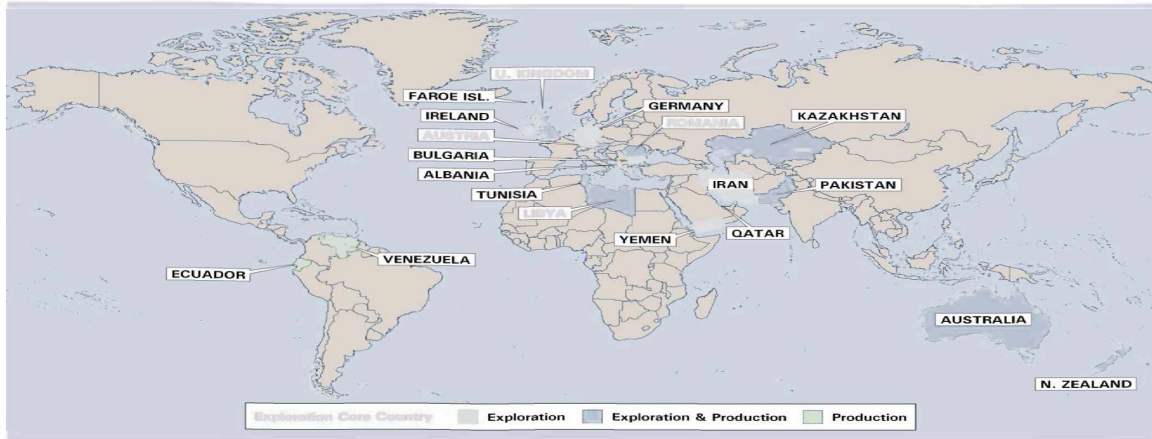 U. KINGDOM
FAROE ISL.
GERMANY
IRELAND
KAZAKHSTAN
ROMANIA
AUSTRIA
BULGARIA
ALBANIA
IRAN
PAKISTAN
TUNISIA
LIBYA
QATAR
YEMEN
VENEZUELA
ECUADOR
AUSTRALIA
N. ZEALAND
Exploration Core Country Exploration Exploration & Production Production